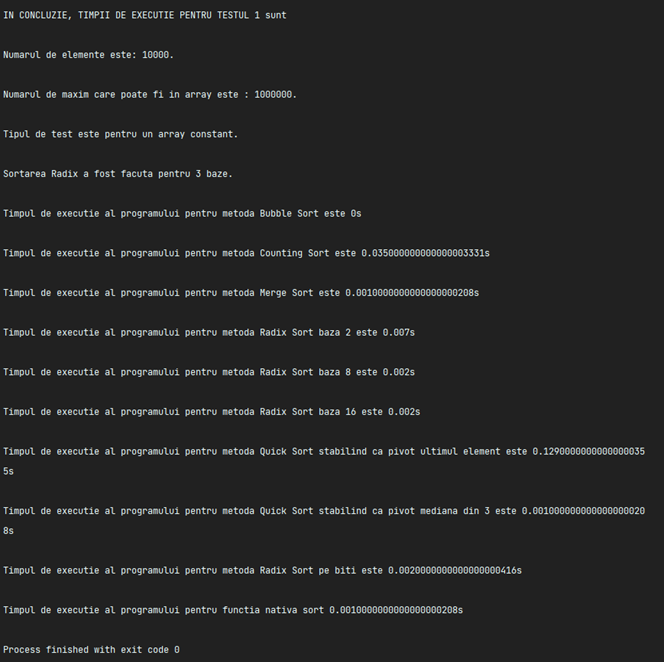 IN CONCLUZIE, TIMPII DE EXECUTIE PENTRU TESTUL 1 sunt
Numarul de elemente este: 10000.
Numarul de maxim care poate fi in array este : 1000000.
Tipul de test este pentru un array constant.
Sortarea Radix a fost facuta pentru 3 baze.
Timpul de executie al programului pentru metoda Bubble Sort este 0s
Timpul de executie al programului pentru metoda Counting Sort este 0.035000000000000003331s
Timpul de executie al programului pentru metoda Merge Sort este 0.0010000000000000000208s
Timpul de executie al programului pentru metoda Radix Sort baza 2 este 0.007s
Timpul de executie al programului pentru metoda Radix Sort baza 8 este 0.002s
Timpul de executie al programului pentru metoda Radix Sort baza 16 este 0.002s
Timpul de executie al programului pentru metoda Quick Sort stabilind ca pivot ultimul element este 0.1290000000000000035
5s
Timpul de executie al programului pentru metoda Quick Sort stabilind ca pivot mediana din 3 este 0.001000000000000000020
8s
Timpul de executie al programului pentru metoda Radix Sort pe biti este 0.0020000000000000000416s
Timpul de executie al programului pentru functia nativa sort 0.0010000000000000000208s
Process finished with exit code 0